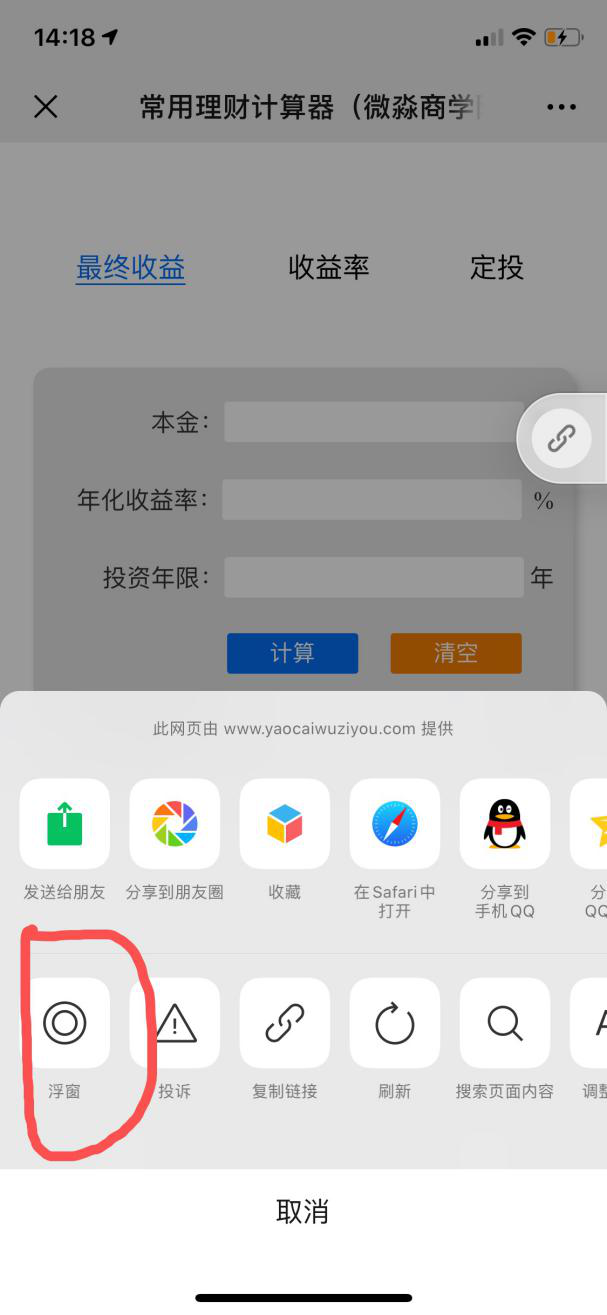 14:18
常用理财计算器（微淼商学
最终收益 收益率 定投
本金：
年化收益率： %
投资年限： 年
计算 清空
此网页由 www.yaocaiwuziyou.com 提供
发送给朋友 分享到朋友圈 收藏 在Safari中打开 分享到手机QQ 分 QQ
浮窗 投诉 复制链接 刷新 搜索页面内容 调整
取消